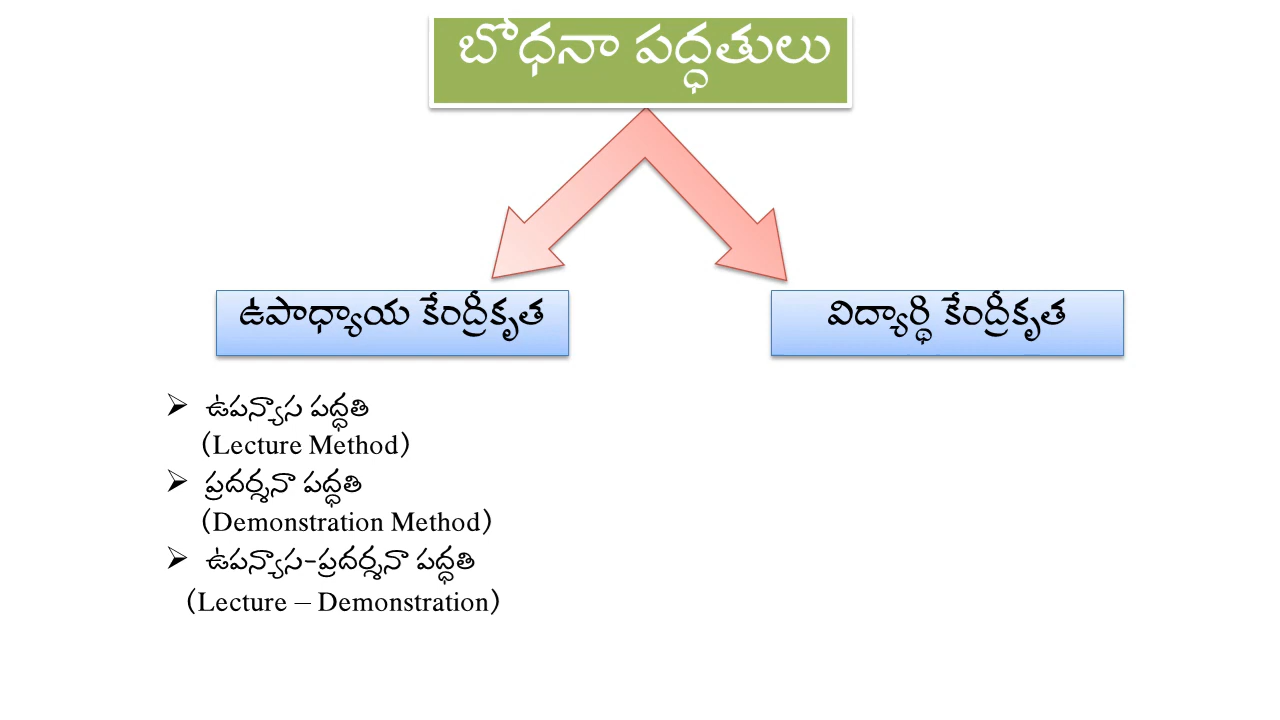 బోధనా పద్ధతులు
ఉపాధ్యాయ కేంద్రీకృత
విద్యార్థి కేంద్రీకృత
➢ ఉపన్యాస పద్ధతి
(Lecture Method)
➢ ప్రదర్శనా పద్ధతి
(Demonstration Method)
➢ ఉపన్యాస-ప్రదర్శనా పద్ధతి
(Lecture – Demonstration)